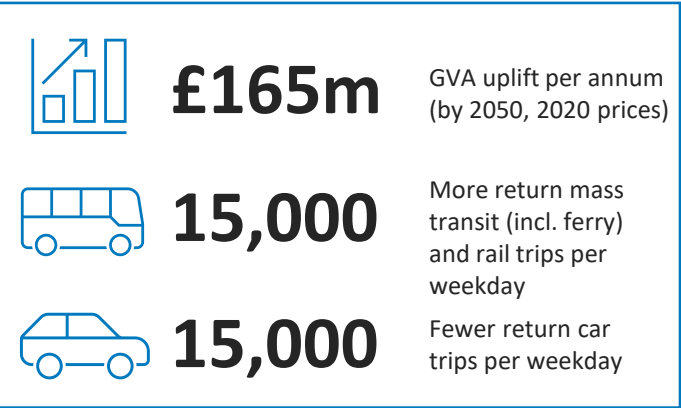 £165m
GVA uplift per annum
(by 2050, 2020 prices)
15,000
More return mass
transit (incl. ferry)
and rail trips per
weekday
15,000
Fewer return car
trips per weekday